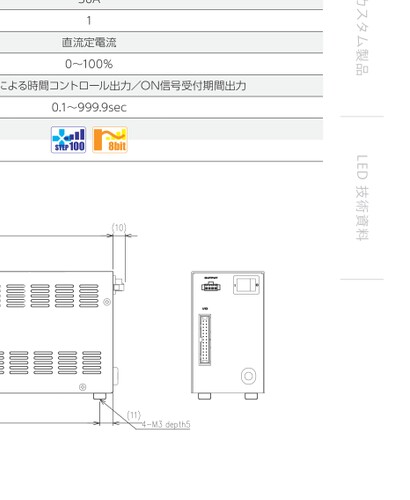 30A
1
直流定電流
0～100%
による時間コントロール出力／ON信号受付期間出力
0.1～999.9sec
STEP100
8bit
カスタム製品
LED 技術資料
(10)
OUTPUT
I/O
(11)
4-M3 depth5